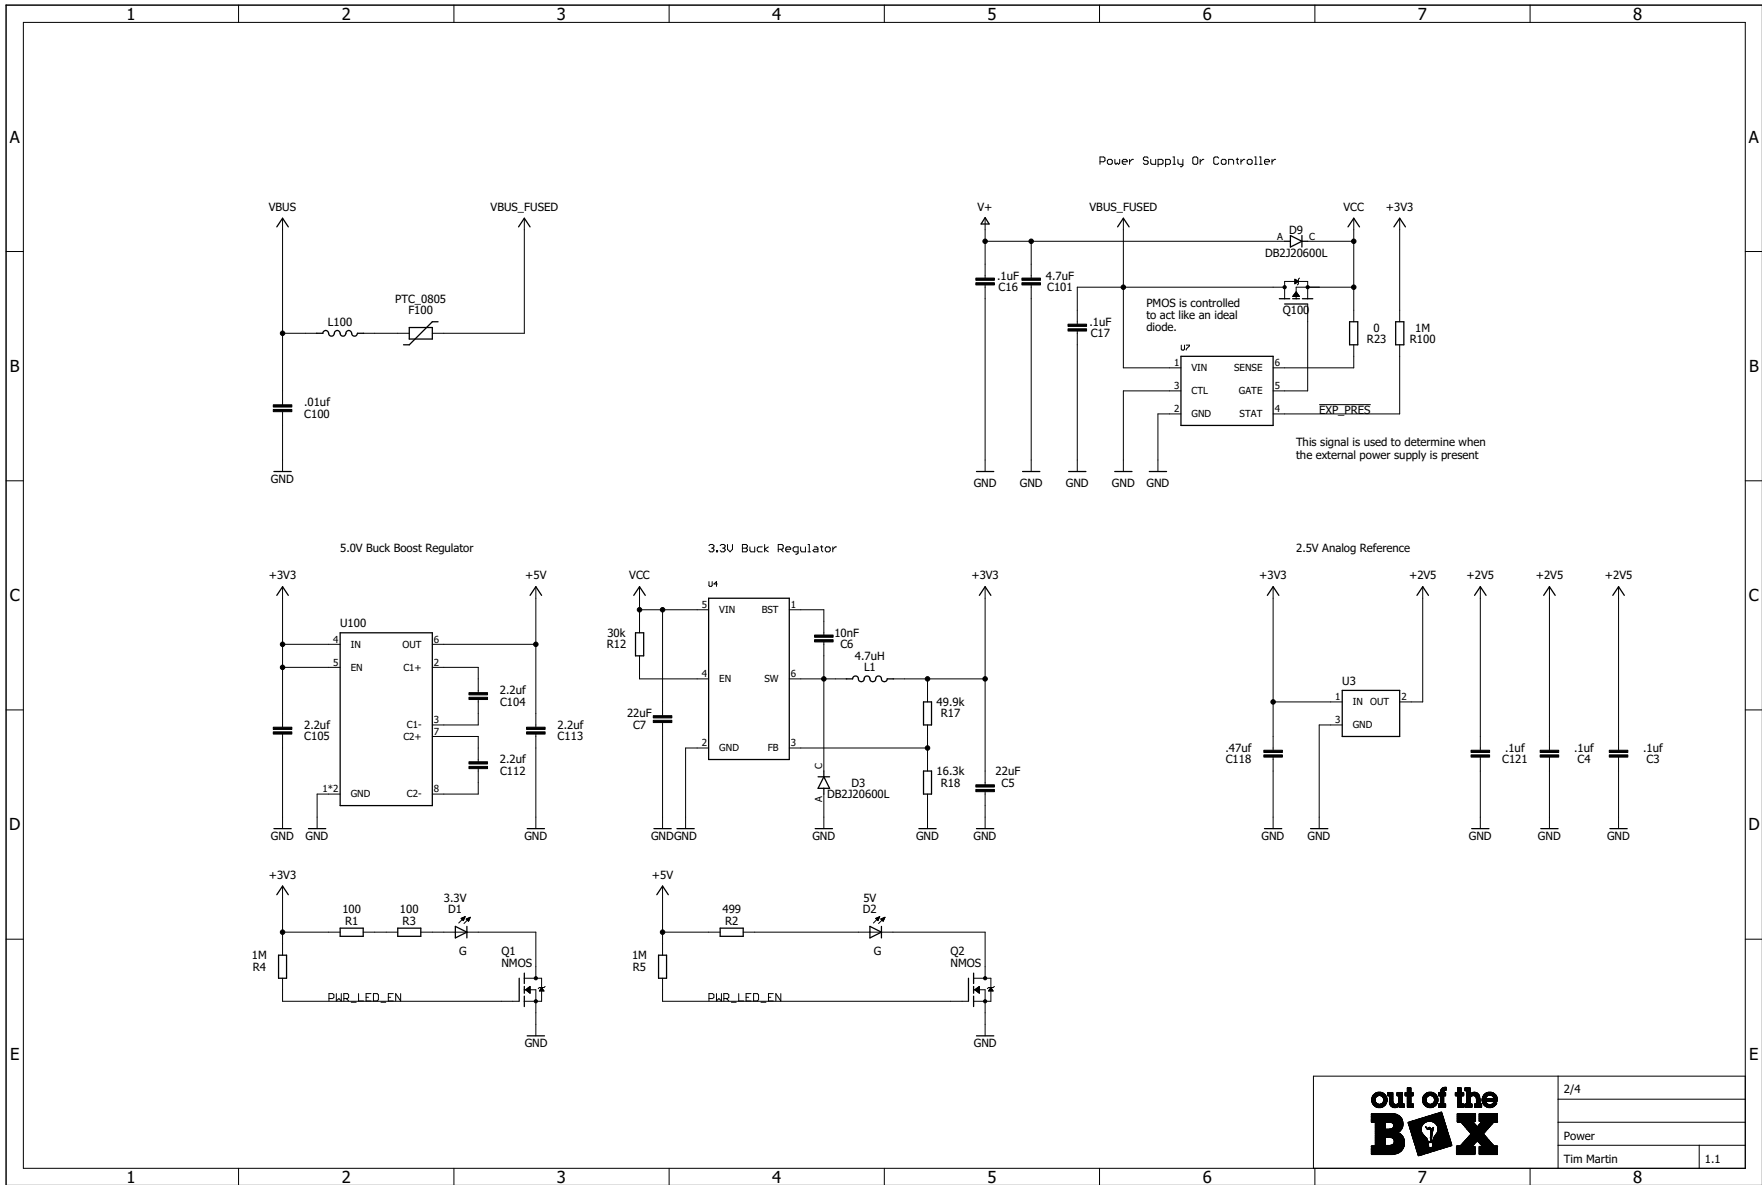 1 2 3 4 5 6 7 8
A A
Power Supply Or Controller
VBUS VBUS_FUSED
V+ VBUS_FUSED VCC +3V3
A D9 C
DB2J20600L
.1uF
C16
4.7uF
C101
PMOS is controlled
to act like an ideal
diode.
Q100
PTC_0805
F100
L100
.1uF
C17
0
R23
1M
R100
U7
B B
1 VIN SENSE 6
3 CTL GATE 5
2 GND STAT 4 EXP_PRES
.01uf
C100
This signal is used to determine when
the external power supply is present
GND
GND GND GND GND GND
5.0V Buck Boost Regulator
+3V3 +5V
U100
4 IN OUT 6
5 EN C1+ 2
2.2uf
C104
C1- 3
C2+ 7
2.2uf
C105
2.2uf
C113
2.2uf
C112
1*2 GND C2- 8
GND GND GND
3.3V Buck Regulator
VCC +3V3
U4
5 VIN BST 1
30k
R12
10nF
C6
4.7uH
L1
4 EN SW 6
49.9k
R17
22uF
C7
2 GND FB 3
C
A
D3
DB2J20600L
16.3k
R18
22uF
C5
GND GND GND GND GND
2.5V Analog Reference
+3V3 +2V5 +2V5 +2V5 +2V5
C C
U3
1 IN OUT 2
3 GND
.47uf
C118
.1uf
C121
.1uf
C4
.1uf
C3
GND GND GND GND GND
D D
+3V3
100
R1
100
R3
3.3V
D1
G
1M
R4
Q1
NMOS
PWR_LED_EN
GND
+5V
499
R2
5V
D2
G
1M
R5
Q2
NMOS
PWR_LED_EN
GND
E E
out of the
BOX
2/4
Power
Tim Martin 1.1
1 2 3 4 5 6 7 8